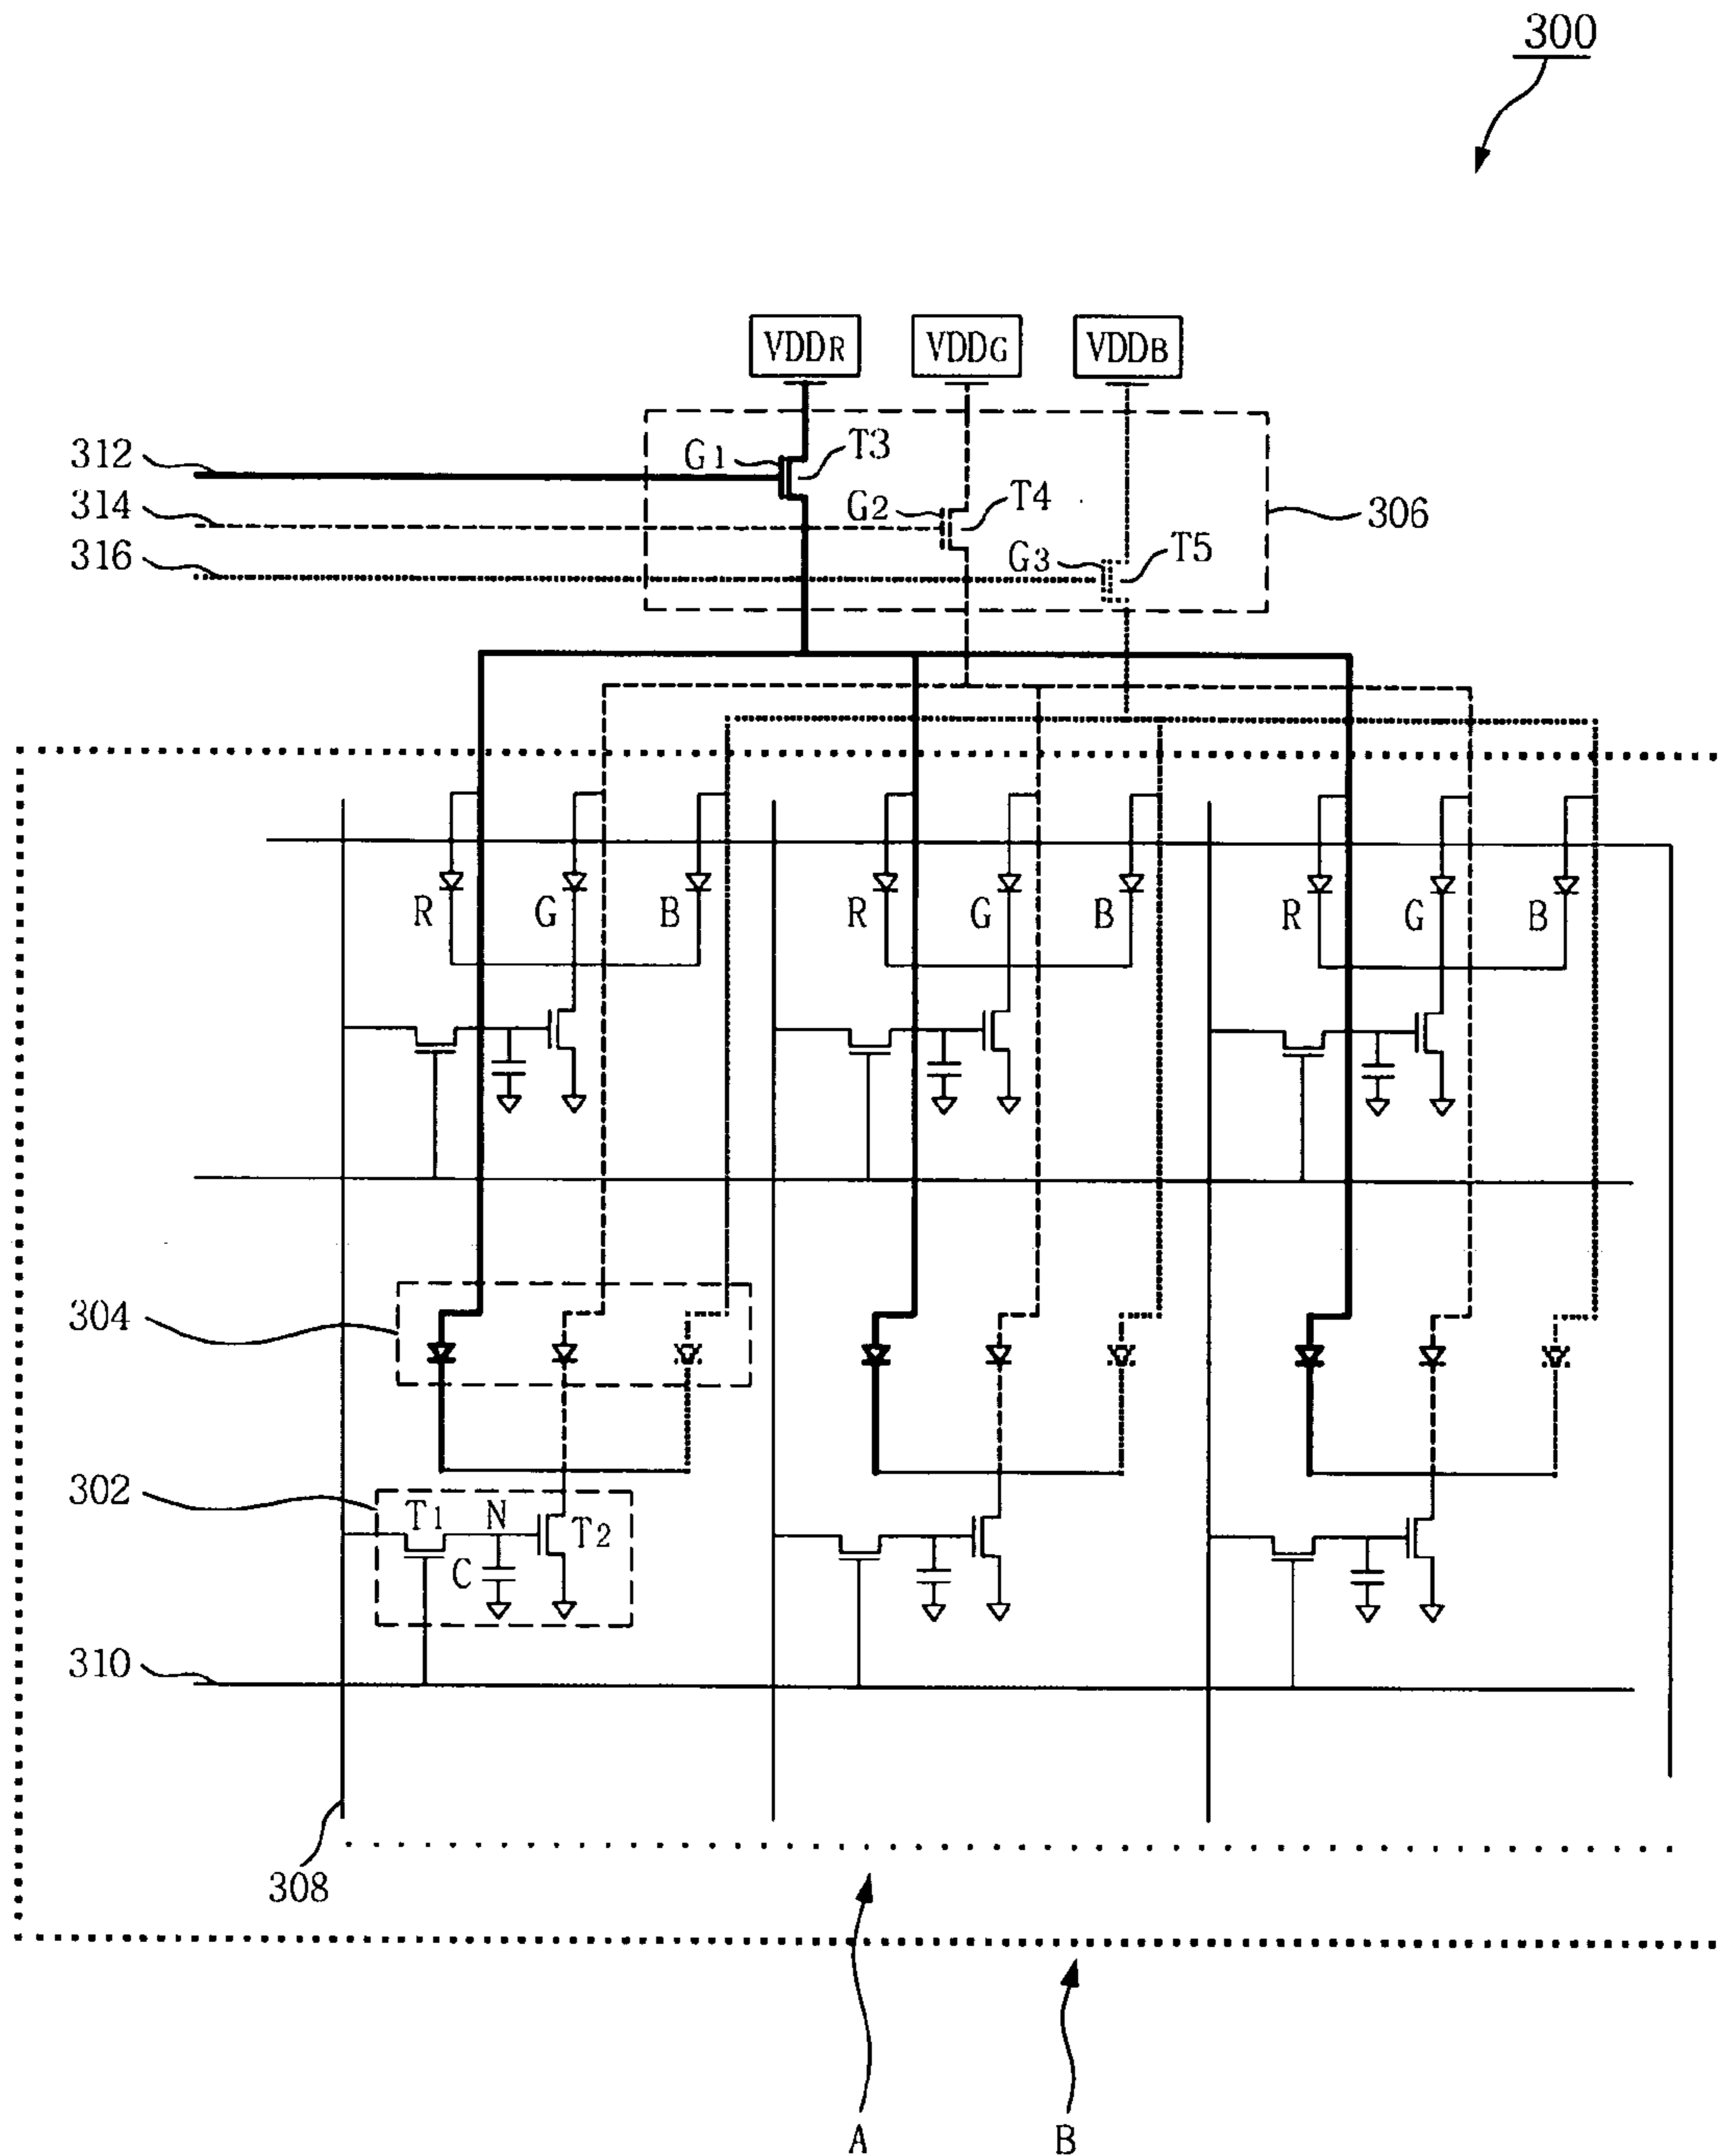 300
VDDR VDDG VDDB
312 G1 T3
314 G2 T4 306
316 G3 T5
R G B R G B R G B
304
302 T1 N T2
C
310
308
A B